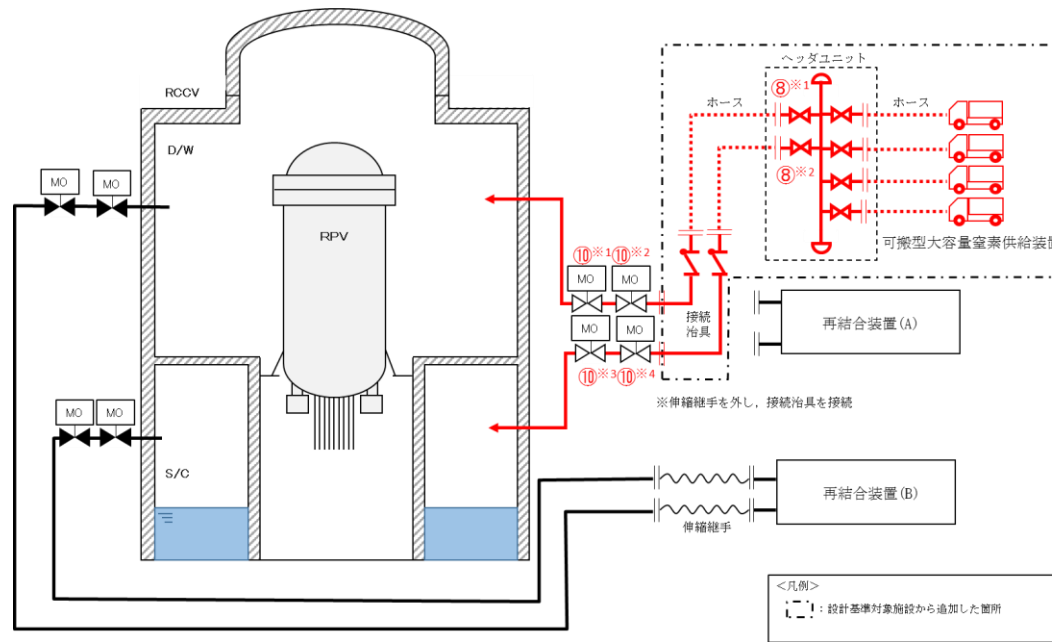 ヘッダユニット
⑧※1
ホース
ホース
RCCV
D/W
MO
MO
RPV
⑧※2
可搬型大容量窒素供給装置
⑩※1
⑩※2
MO
MO
接続
治具
再結合装置(A)
MO
MO
⑩※3
⑩※4
※伸縮継手を外し，接続治具を接続
MO
MO
S/C
再結合装置(B)
伸縮継手
<凡例>
：設計基準対象施設から追加した箇所